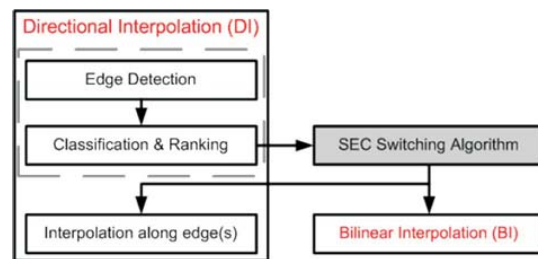 Directional Interpolation (DI)
Edge Detection
Classification & Ranking
SEC Switching Algorithm
Interpolation along edge(s)
Bilinear Interpolation (BI)